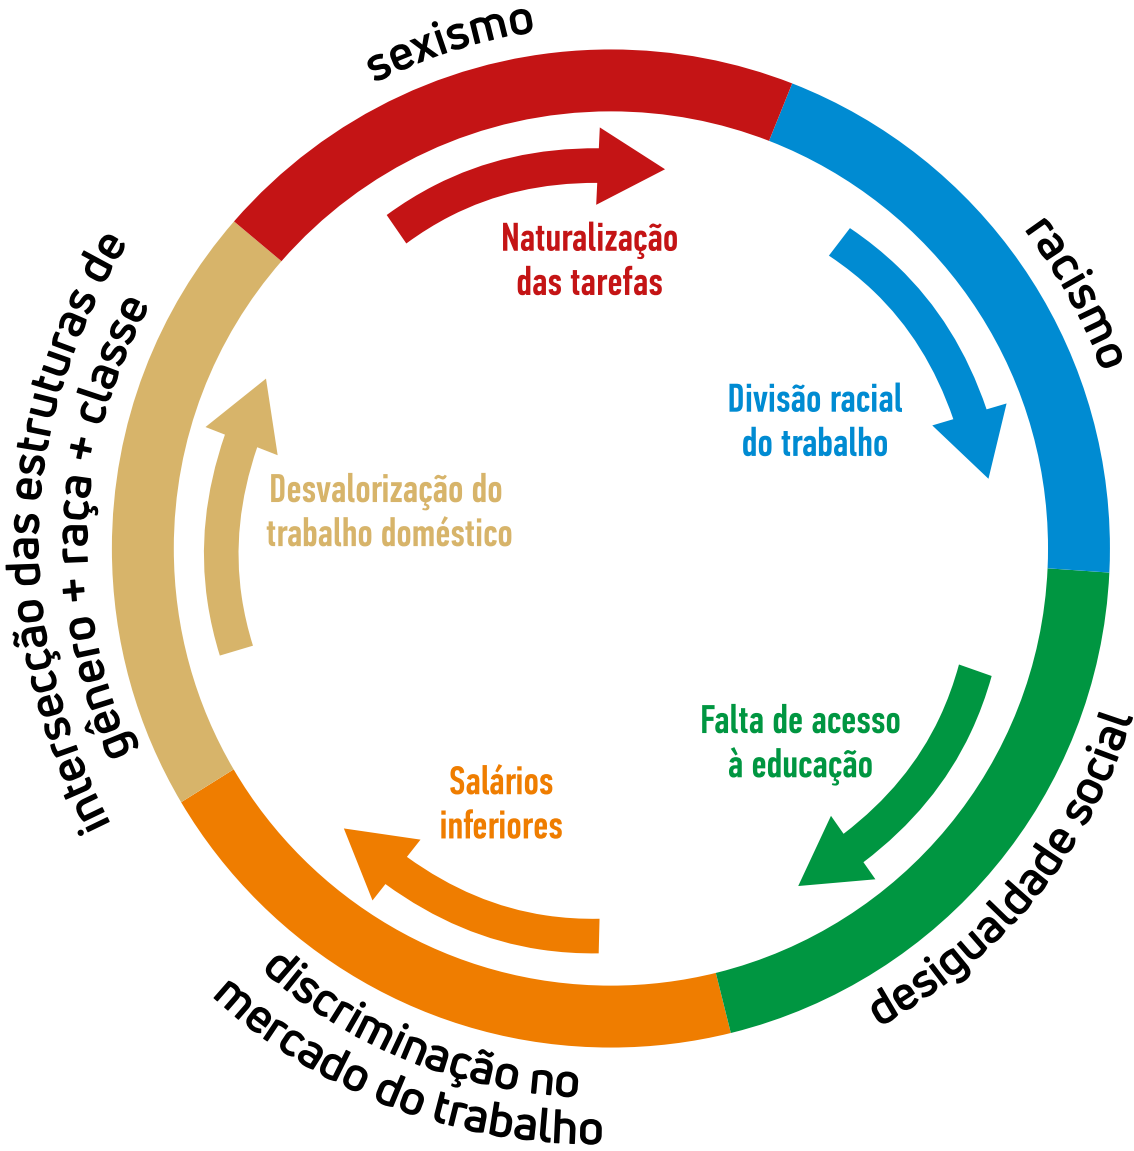 sexismo
Naturalização
das tarefas
racismo
Divisão racial
do trabalho
desigualdade social
Falta de acesso
à educação
discriminação no
mercado do trabalho
Salários
inferiores
intersecção das estruturas de
gênero + raça + classe
Desvalorização do
trabalho doméstico